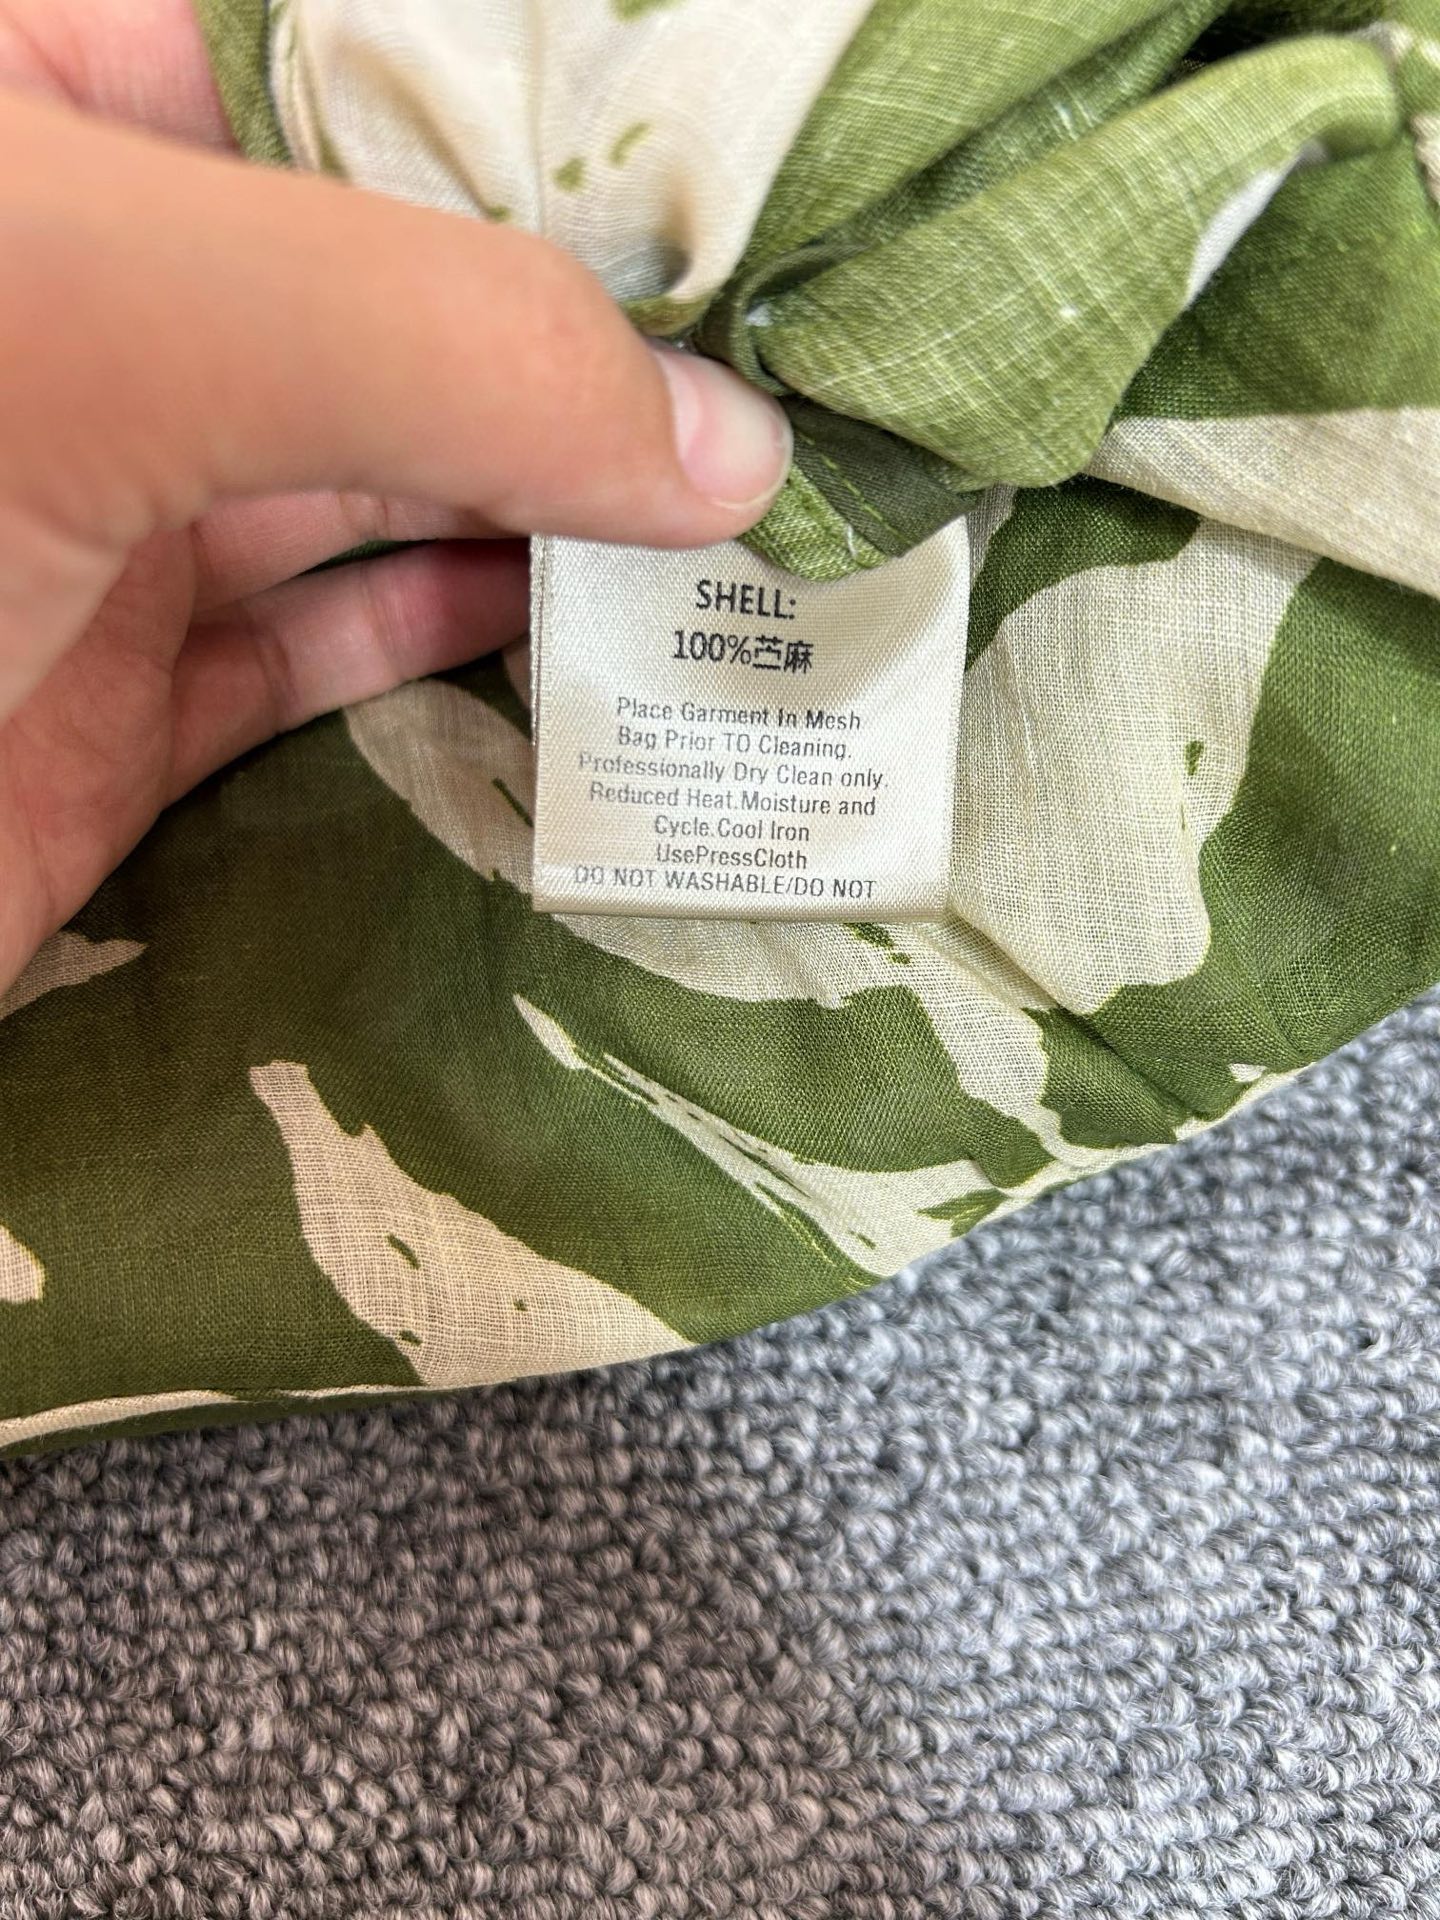 SHELL:
100%苎麻
Place Garment In Mesh
Bag Prior TO Cleaning.
Professionally Dry Clean only.
Reduced Heat.Moisture and
Cycle.Cool Iron
UsePressCloth
DO NOT WASHABLE/DO NOT